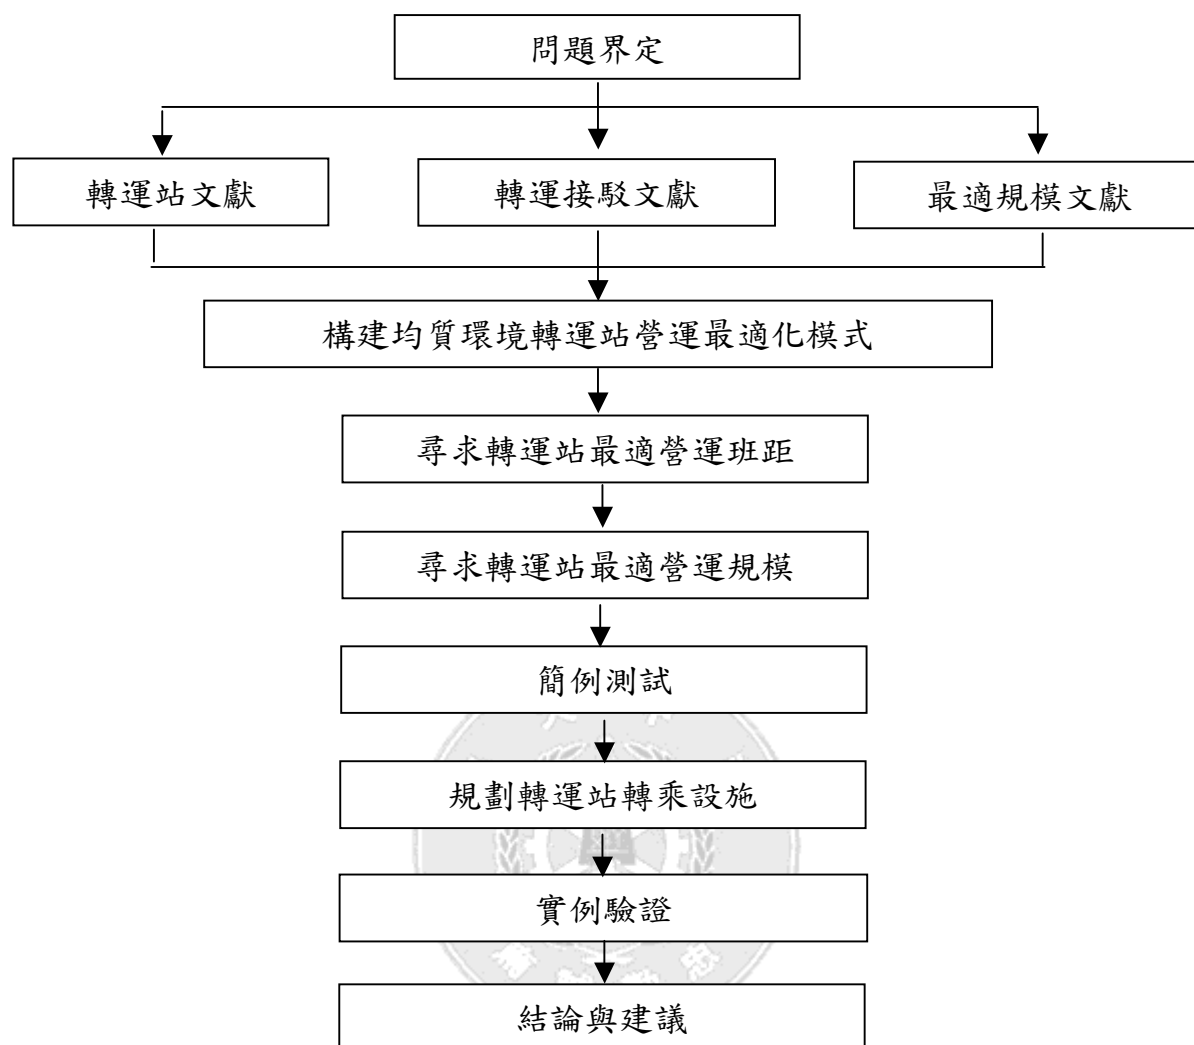 問題界定
轉運站文獻
轉運接駁文獻
最適規模文獻
構建均質環境轉運站營運最適化模式
尋求轉運站最適營運班距
尋求轉運站最適營運規模
簡例測試
規劃轉運站轉乘設施
實例驗證
結論與建議